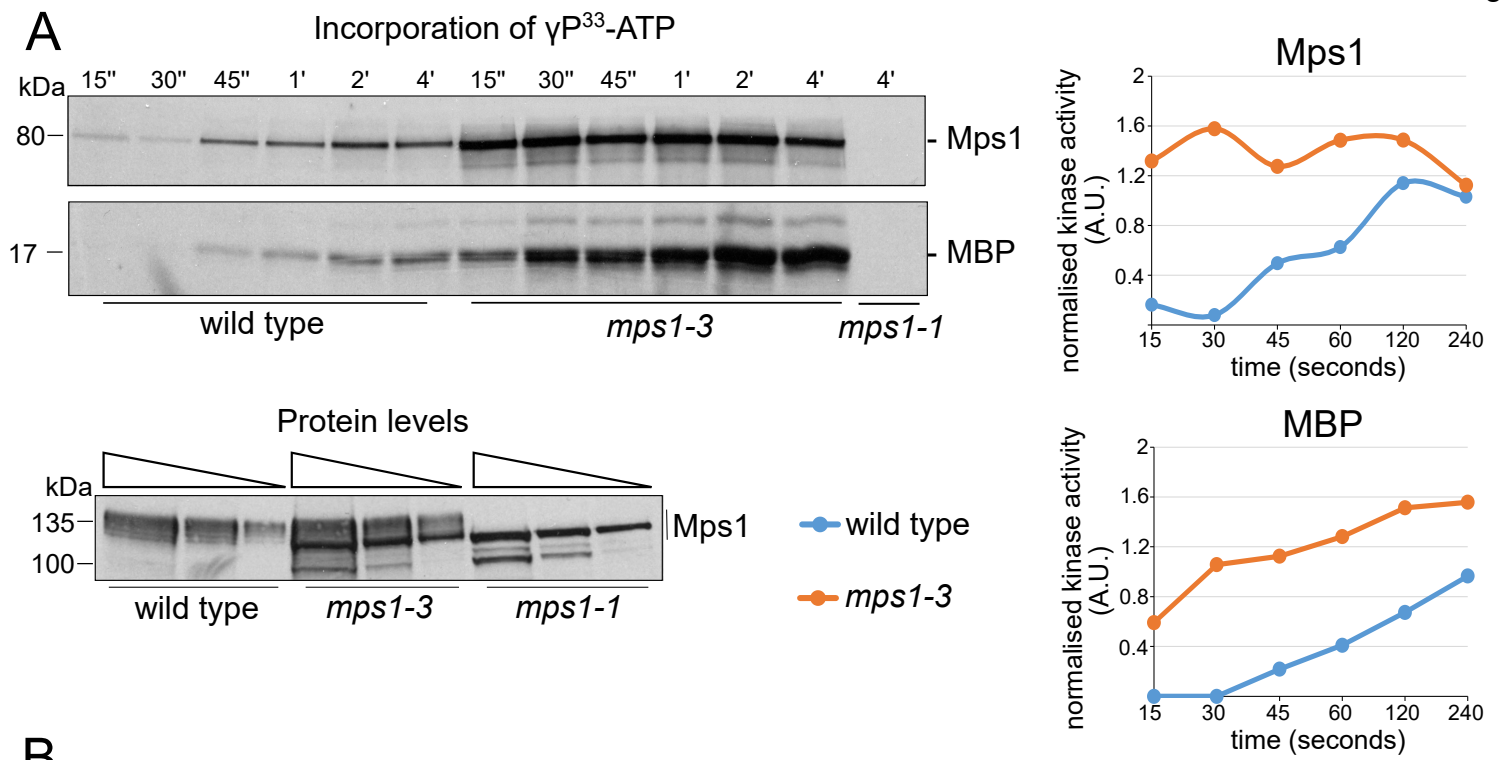 A
Incorporation of γP³³-ATP
kDa
15" 30" 45" 1' 2' 4' 15" 30" 45" 1' 2' 4' 4'
80
Mps1
17
MBP
wild type mps1-3 mps1-1
Protein levels
kDa
135
100
Mps1
wild type mps1-3 mps1-1
wild type
mps1-3
Mps1
normalised kinase activity
(A.U.)
2
1.6
1.2
0.8
0.4
15 30 45 60 120 240
time (seconds)
MBP
normalised kinase activity
(A.U.)
2
1.6
1.2
0.8
0.4
15 30 45 60 120 240
time (seconds)
B